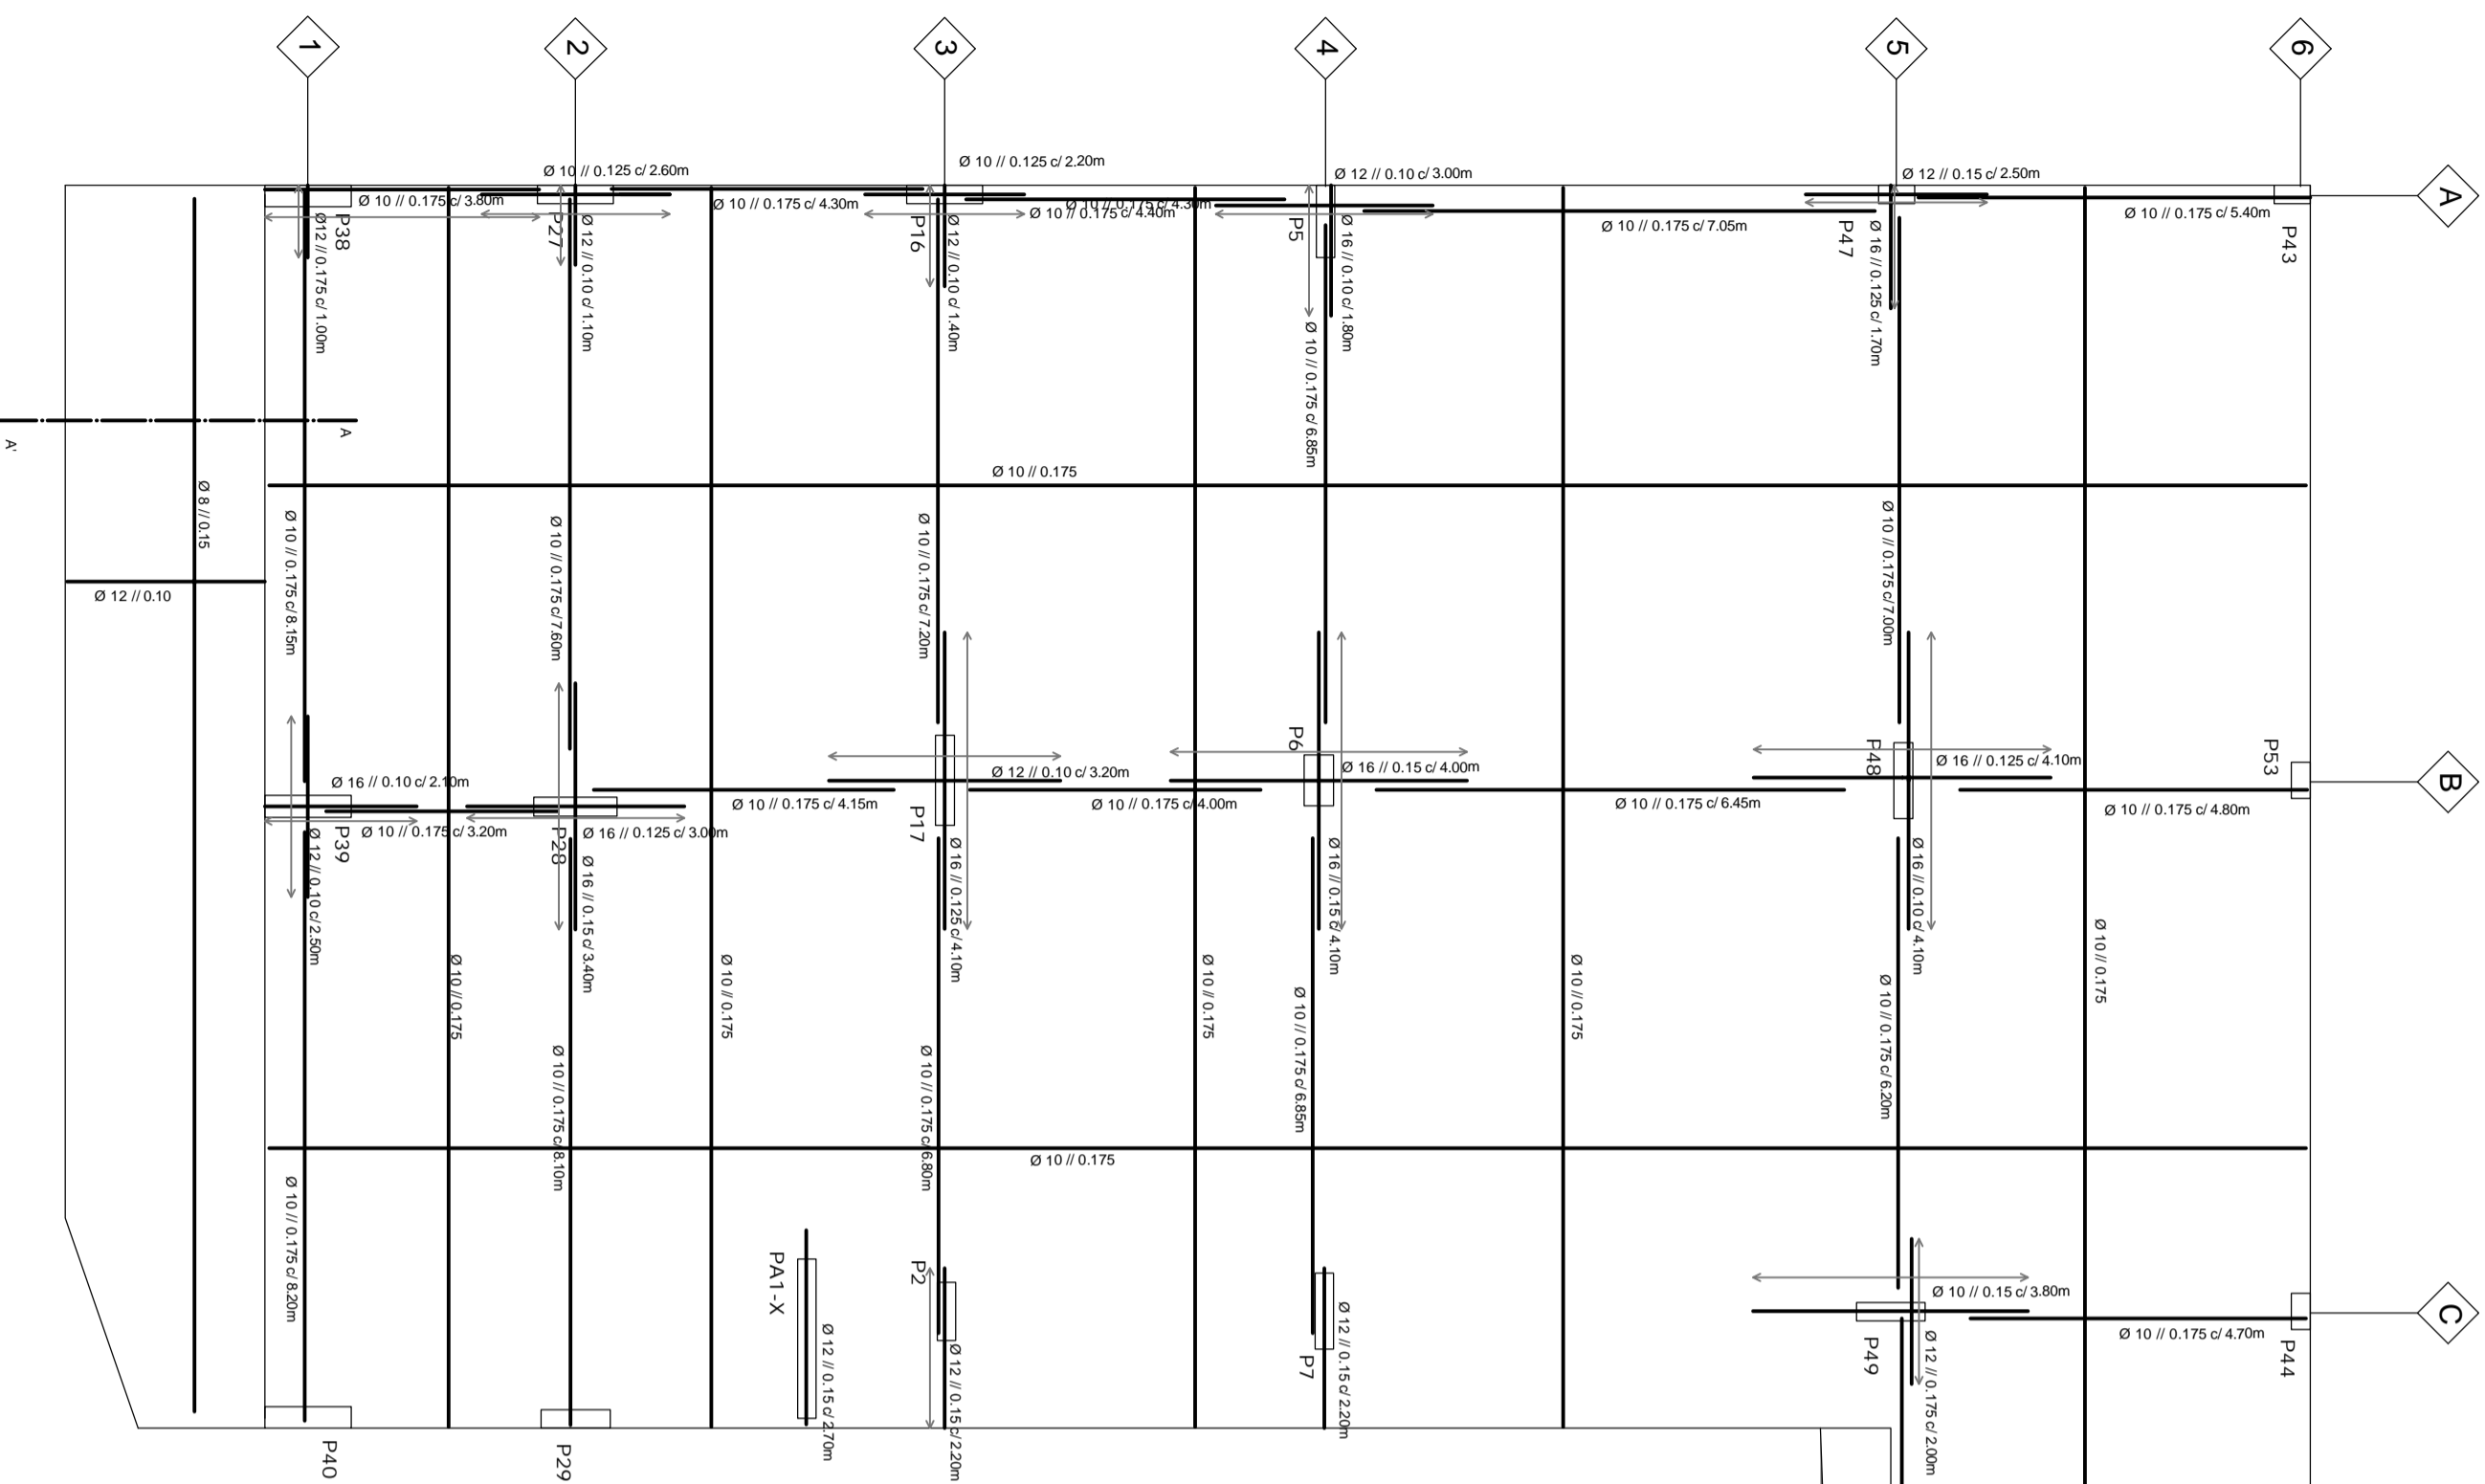 1
2
3
4
5
6
A
Ø 10 // 0.125 c/ 2.60m
Ø 10 // 0.125 c/ 2.20m
Ø 12 // 0.10 c/ 3.00m
Ø 12 // 0.15 c/ 2.50m
Ø 10 // 0.175 c/ 3.80m
Ø 10 // 0.175 c/ 4.30m
Ø 10 // 0.175 c/ 4.30m
Ø 10 // 0.175 c/ 4.40m
Ø 10 // 0.175 c/ 7.05m
Ø 10 // 0.175 c/ 5.40m
P38
P27
P16
P5
P47
P43
Ø12 // 0.175 c/ 1.00m
Ø 12 // 0.10 c/ 1.10m
Ø 12 // 0.10 c/ 1.40m
Ø 16 // 0.10 c/ 1.80m
Ø 16 // 0.125 c/ 1.70m
Ø 10 // 0.175 c/ 6.85m
A
A'
Ø 10 // 0.175
Ø 8 // 0.15
Ø 10 // 0.175 c/ 8.15m
Ø 10 // 0.175 c/ 7.60m
Ø 10 // 0.175 c/ 7.20m
Ø 10 // 0.175 c/ 7.00m
Ø 12 // 0.10
P6
P48
P53
B
Ø 16 // 0.10 c/ 2.10m
Ø 12 // 0.10 c/ 3.20m
Ø 16 // 0.15 c/ 4.00m
Ø 16 // 0.125 c/ 4.10m
Ø 10 // 0.175 c/ 4.15m
Ø 10 // 0.175 c/ 4.00m
Ø 10 // 0.175 c/ 6.45m
Ø 10 // 0.175 c/ 4.80m
P39
Ø 10 // 0.175 c/ 3.20m
P28
Ø 16 // 0.125 c/ 3.00m
P17
Ø 12 // 0.10 c/ 2.50m
Ø 16 // 0.15 c/ 3.40m
Ø 16 // 0.125 c/ 4.10m
Ø 16 // 0.15 c/ 4.10m
Ø 16 // 0.10 c/ 4.10m
Ø 10 // 0.175
Ø 10 // 0.175
Ø 10 // 0.175
Ø 10 // 0.175
Ø 10 // 0.175
Ø 10 // 0.175 c/ 8.10m
Ø 10 // 0.175 c/ 6.80m
Ø 10 // 0.175 c/ 6.85m
Ø 10 // 0.175 c/ 6.20m
Ø 10 // 0.175
Ø 10 // 0.175 c/ 8.20m
PA1-X
P2
P7
P49
P44
C
Ø 10 // 0.15 c/ 3.80m
Ø 10 // 0.175 c/ 4.70m
Ø 12 // 0.15 c/ 2.70m
Ø 12 // 0.15 c/ 2.20m
Ø 12 // 0.15 c/ 2.20m
Ø 12 // 0.175 c/ 2.00m
P40
P29